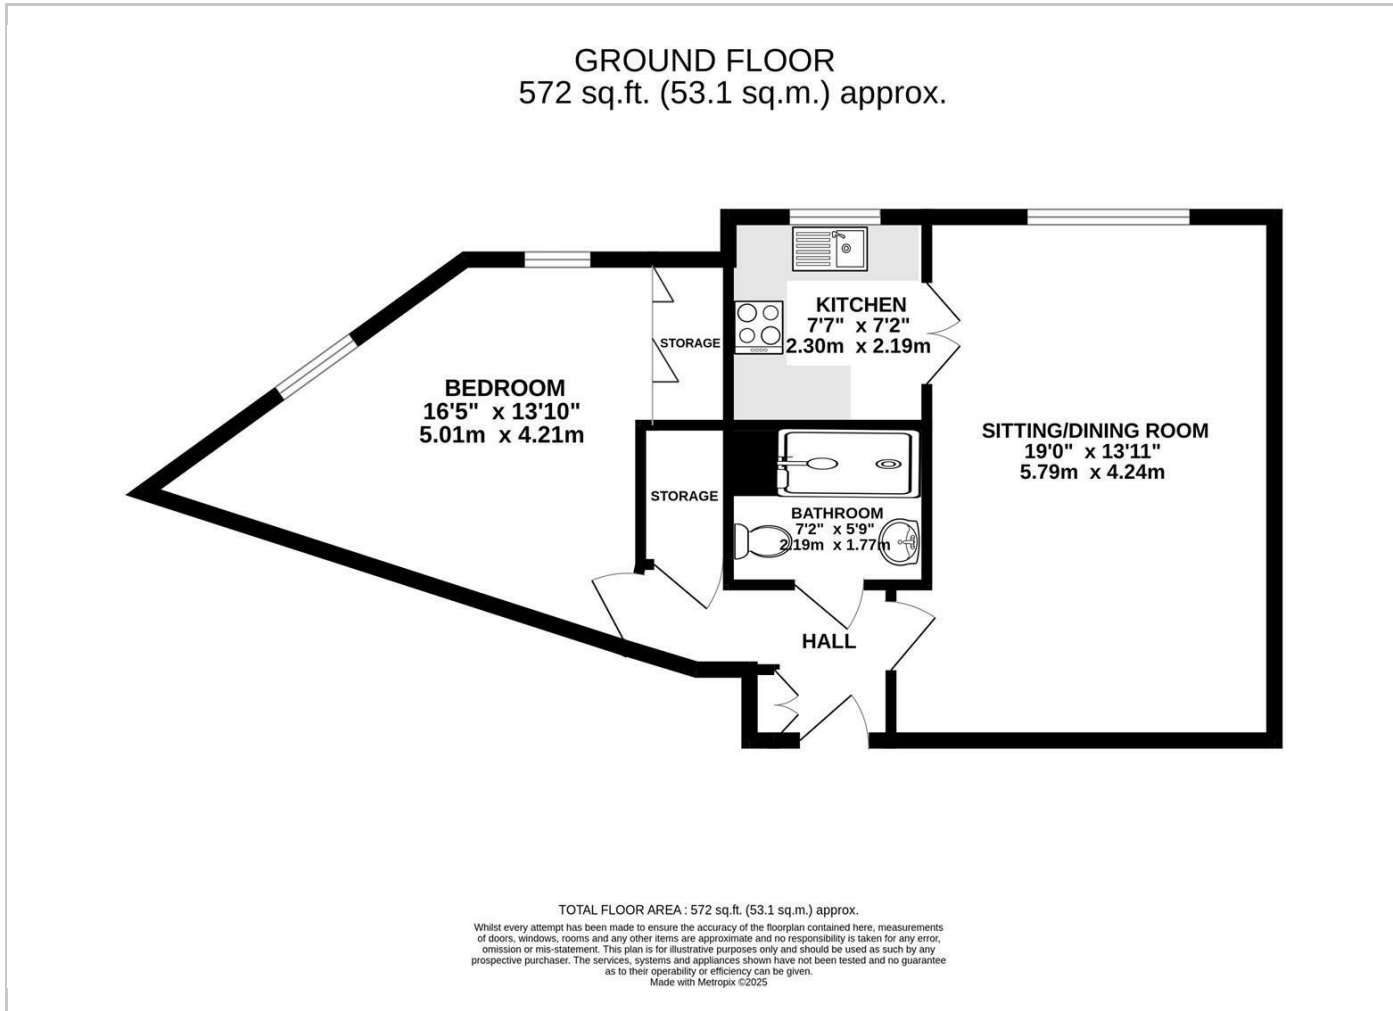 GROUND FLOOR
572 sq.ft. (53.1 sq.m.) approx.
KITCHEN
7'7" x 7'2"
2.30m x 2.19m
STORAGE
BEDROOM
16'5" x 13'10"
5.01m x 4.21m
SITTING/DINING ROOM
19'0" x 13'11"
5.79m x 4.24m
STORAGE
BATHROOM
7'2" x 5'9"
2.19m x 1.77m
HALL
TOTAL FLOOR AREA : 572 sq.ft. (53.1 sq.m.) approx.
Whilst every attempt has been made to ensure the accuracy of the floorplan contained here, measurements
of doors, windows, rooms and any other items are approximate and no responsibility is taken for any error,
omission or mis-statement. This plan is for illustrative purposes only and should be used as such by any
prospective purchaser. The services, systems and appliances shown have not been tested and no guarantee
as to their operability or efficiency can be given.
Made with Metropix ©2025